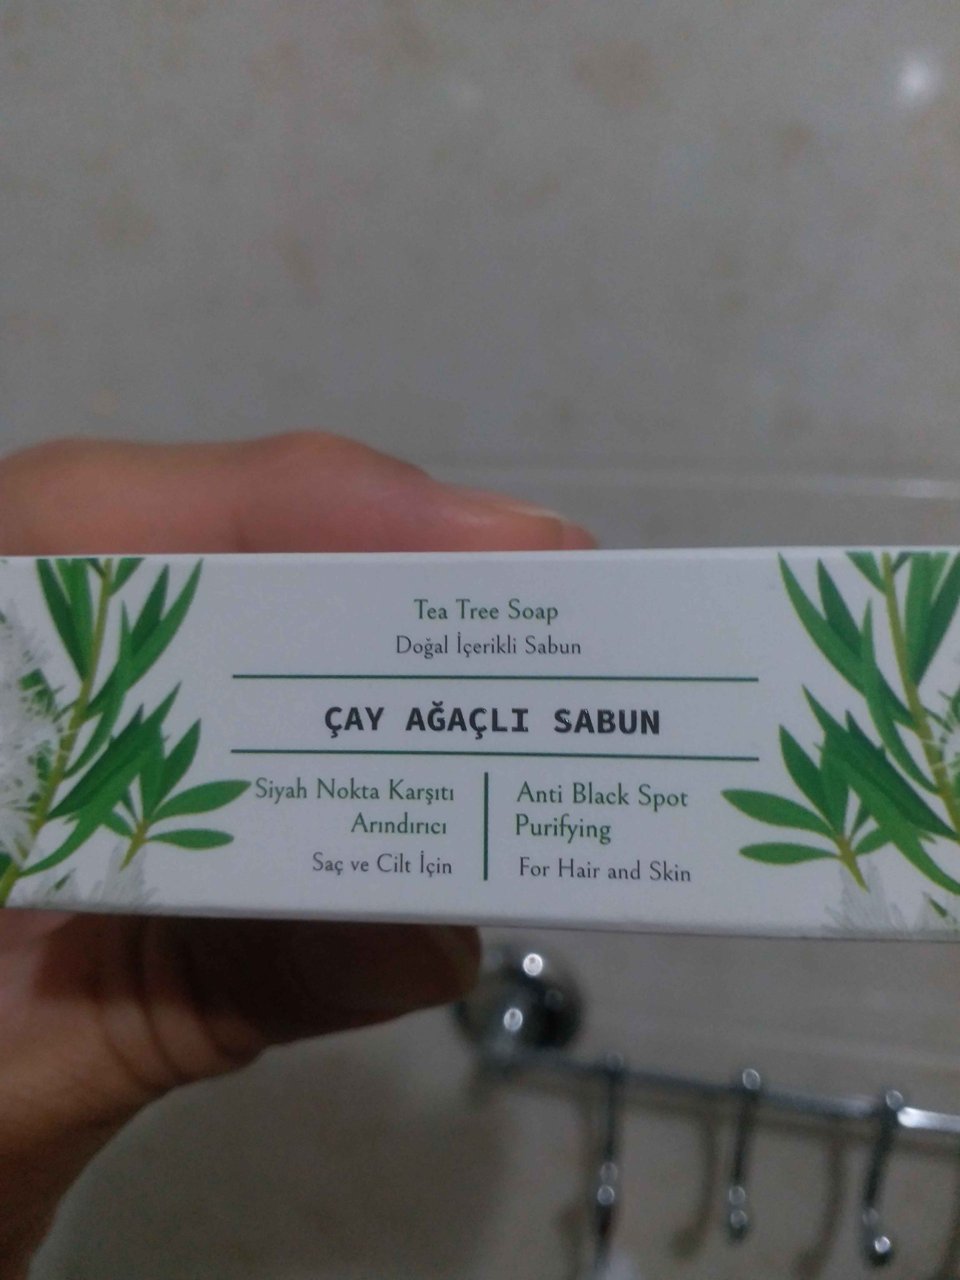 Tea Tree Soap
Doğal İçerikli Sabun
ÇAY AĞAÇLI SABUN
Siyah Nokta Karşıtı
Arındırıcı
Saç ve Cilt İçin
Anti Black Spot
Purifying
For Hair and Skin